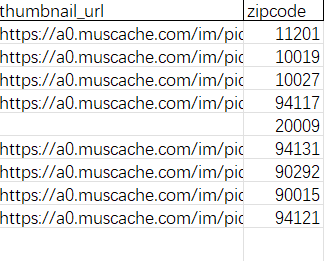 thumbnail_url zipcode
https://a0.muscache.com/im/pic 11201
https://a0.muscache.com/im/pic 10019
https://a0.muscache.com/im/pic 10027
https://a0.muscache.com/im/pic 94117
20009
https://a0.muscache.com/im/pic 94131
https://a0.muscache.com/im/pic 90292
https://a0.muscache.com/im/pic 90015
https://a0.muscache.com/im/pic 94121